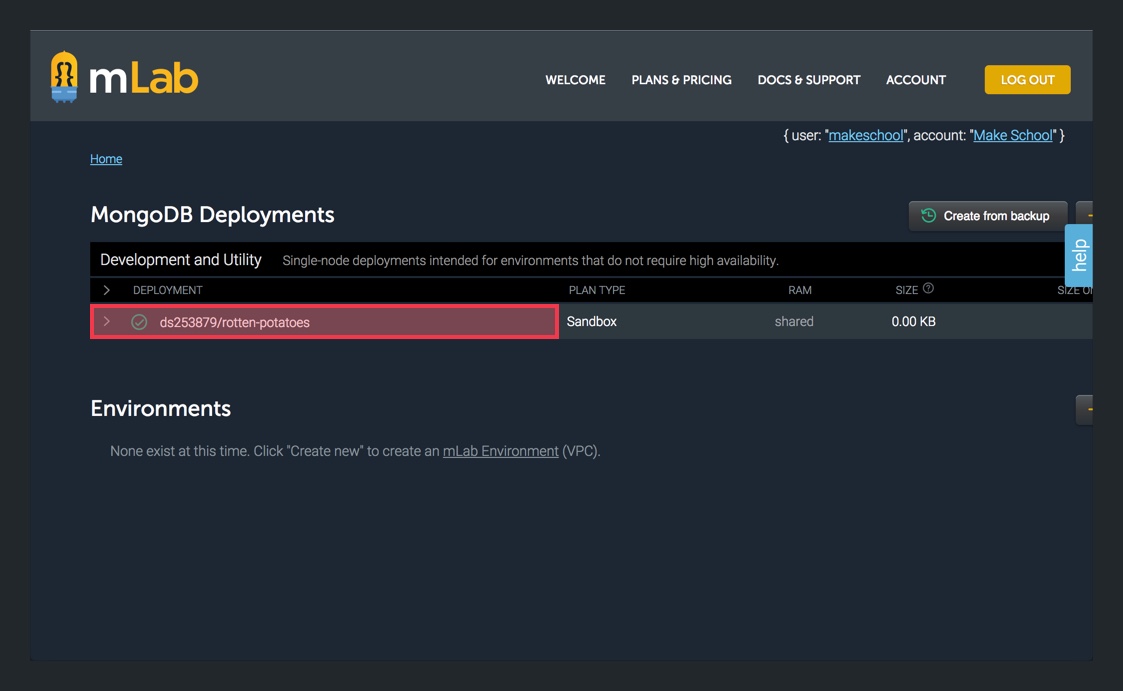 mLab
WELCOME PLANS & PRICING DOCS & SUPPORT ACCOUNT LOG OUT
{ user: "makeschool", account: "Make School" }
Home
MongoDB Deployments
Create from backup
help
Development and Utility Single-node deployments intended for environments that do not require high availability.
DEPLOYMENT PLAN TYPE RAM SIZE SIZE
ds253879/rotten-potatoes Sandbox shared 0.00 KB
Environments
None exist at this time. Click "Create new" to create an mLab Environment (VPC).